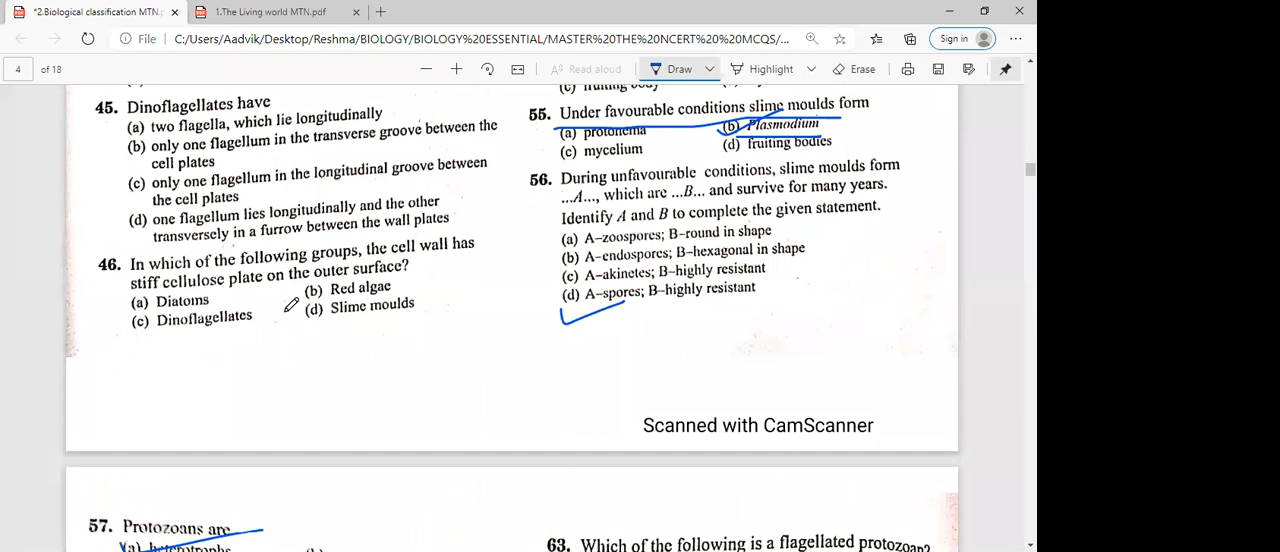 *2.Biological classification MTN.p
1.The Living world MTN.pdf
File
C:/Users/Aadvik/Desktop/Reshma/BIOLOGY/BIOLOGY%20ESSENTIAL/MASTER%20THE%20NCERT%20%20MCQS/...
Sign in
4 of 18
Read aloud
Draw
Highlight
Erase
45. Dinoflagellates have
(a) two flagella, which lie longitudinally
(b) only one flagellum in the transverse groove between the
cell plates
(c) only one flagellum in the longitudinal groove between
the cell plates
(d) one flagellum lies longitudinally and the other
transversely in a furrow between the wall plates
46. In which of the following groups, the cell wall has
stiff cellulose plate on the outer surface?
(a) Diatoms
(b) Red algae
(c) Dinoflagellates
(d) Slime moulds
(c) fruiting body
55. Under favourable conditions slime moulds form
(a) protonema
(b) Plasmodium
(c) mycelium
(d) fruiting bodies
56. During unfavourable conditions, slime moulds form
...A..., which are ...B... and survive for many years.
Identify A and B to complete the given statement.
(a) A–zoospores; B–round in shape
(b) A–endospores; B–hexagonal in shape
(c) A–akinetes; B–highly resistant
(d) A–spores; B–highly resistant
Scanned with CamScanner
57. Protozoans are
(a) heterotrophs
63. Which of the following is a flagellated protozoan?